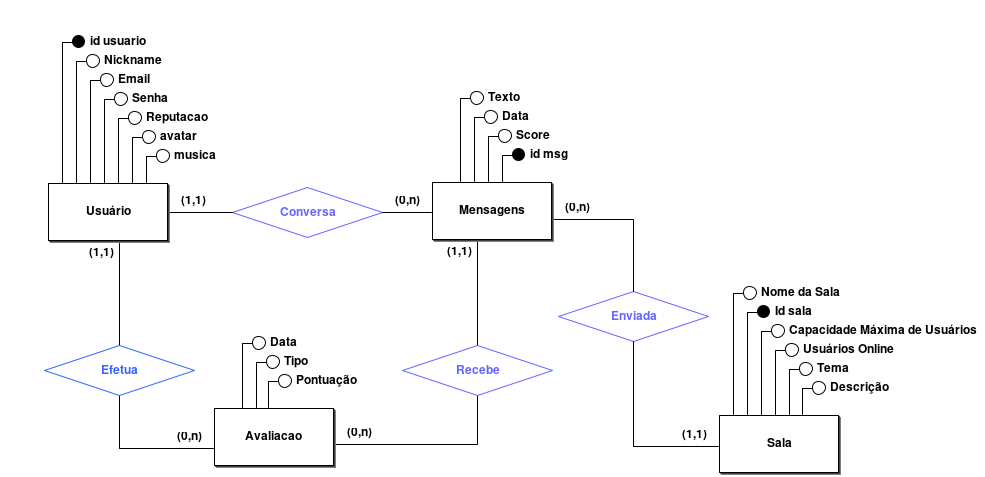 id usuario
Nickname
Email
Senha
Reputacao
avatar
musica
Texto
Data
Score
id msg
Usuário
(1,1)
Conversa
(0,n)
Mensagens
(0,n)
(1,1)
(1,1)
Nome da Sala
Id sala
Capacidade Máxima de Usuários
Usuários Online
Tema
Descrição
Enviada
Data
Tipo
Pontuação
Efetua
Recebe
(0,n)
Avaliacao
(0,n)
(1,1)
Sala